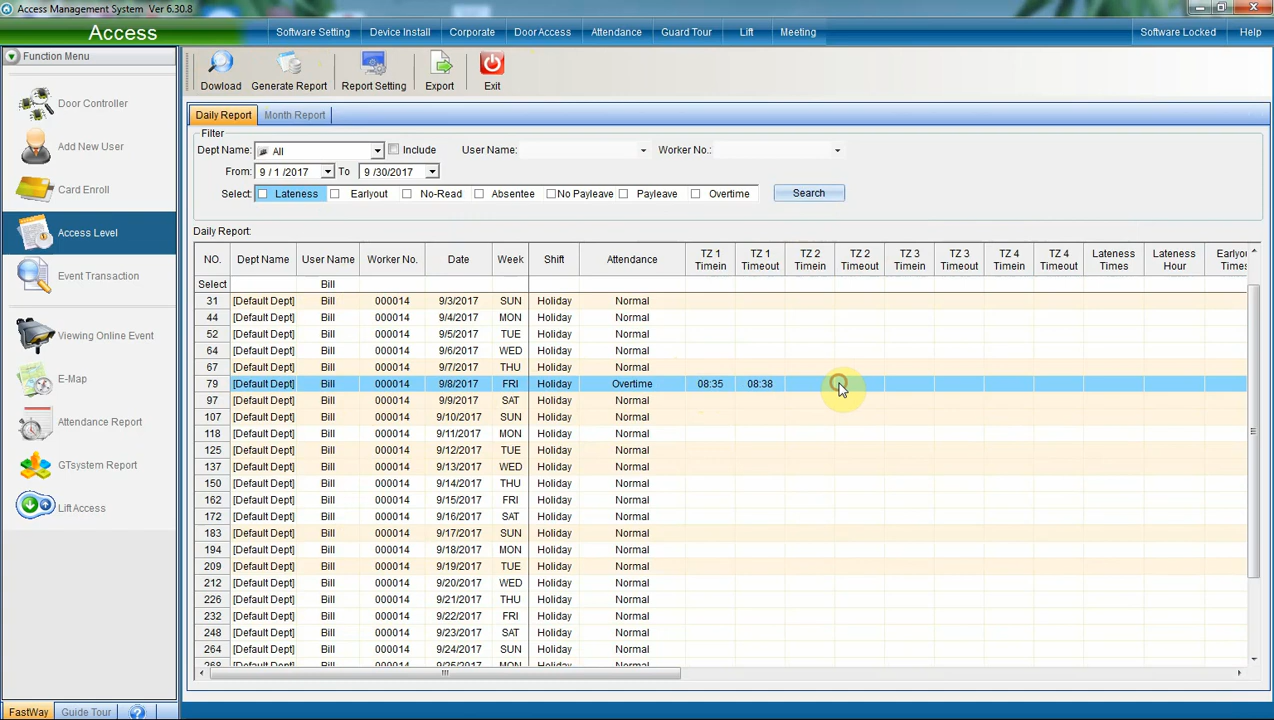 Access Management System  Ver 6.30.8
Access
Software Setting Device Install Corporate Door Access Attendance Guard Tour Lift Meeting Software Locked Help
Function Menu
Door Controller
Add New User
Card Enroll
Access Level
Event Transaction
Viewing Online Event
E-Map
Attendance Report
GTsystem Report
Lift Access
FastWay Guide Tour ?
Dowload Generate Report Report Setting Export Exit
Daily Report Month Report
Filter
Dept Name: All Include User Name: Worker No.:
From: 9 / 1 /2017 To 9 /30/2017
Select: Lateness Earlyout No-Read Absentee No Payleave Payleave Overtime Search
Daily Report:
NO. Dept Name User Name Worker No. Date Week Shift Attendance TZ 1 Timein TZ 1 Timeout TZ 2 Timein TZ 2 Timeout TZ 3 Timein TZ 3 Timeout TZ 4 Timein TZ 4 Timeout Lateness Times Lateness Hour Earlyou Times
Select Bill
31 [Default Dept] Bill 000014 9/3/2017 SUN Holiday Normal
44 [Default Dept] Bill 000014 9/4/2017 MON Holiday Normal
52 [Default Dept] Bill 000014 9/5/2017 TUE Holiday Normal
64 [Default Dept] Bill 000014 9/6/2017 WED Holiday Normal
67 [Default Dept] Bill 000014 9/7/2017 THU Holiday Normal
79 [Default Dept] Bill 000014 9/8/2017 FRI Holiday Overtime 08:35 08:38
97 [Default Dept] Bill 000014 9/9/2017 SAT Holiday Normal
107 [Default Dept] Bill 000014 9/10/2017 SUN Holiday Normal
118 [Default Dept] Bill 000014 9/11/2017 MON Holiday Normal
125 [Default Dept] Bill 000014 9/12/2017 TUE Holiday Normal
137 [Default Dept] Bill 000014 9/13/2017 WED Holiday Normal
150 [Default Dept] Bill 000014 9/14/2017 THU Holiday Normal
162 [Default Dept] Bill 000014 9/15/2017 FRI Holiday Normal
172 [Default Dept] Bill 000014 9/16/2017 SAT Holiday Normal
183 [Default Dept] Bill 000014 9/17/2017 SUN Holiday Normal
194 [Default Dept] Bill 000014 9/18/2017 MON Holiday Normal
209 [Default Dept] Bill 000014 9/19/2017 TUE Holiday Normal
212 [Default Dept] Bill 000014 9/20/2017 WED Holiday Normal
226 [Default Dept] Bill 000014 9/21/2017 THU Holiday Normal
232 [Default Dept] Bill 000014 9/22/2017 FRI Holiday Normal
248 [Default Dept] Bill 000014 9/23/2017 SAT Holiday Normal
264 [Default Dept] Bill 000014 9/24/2017 SUN Holiday Normal
268 [Default Dept] Bill 000014 9/25/2017 MON Holiday Normal